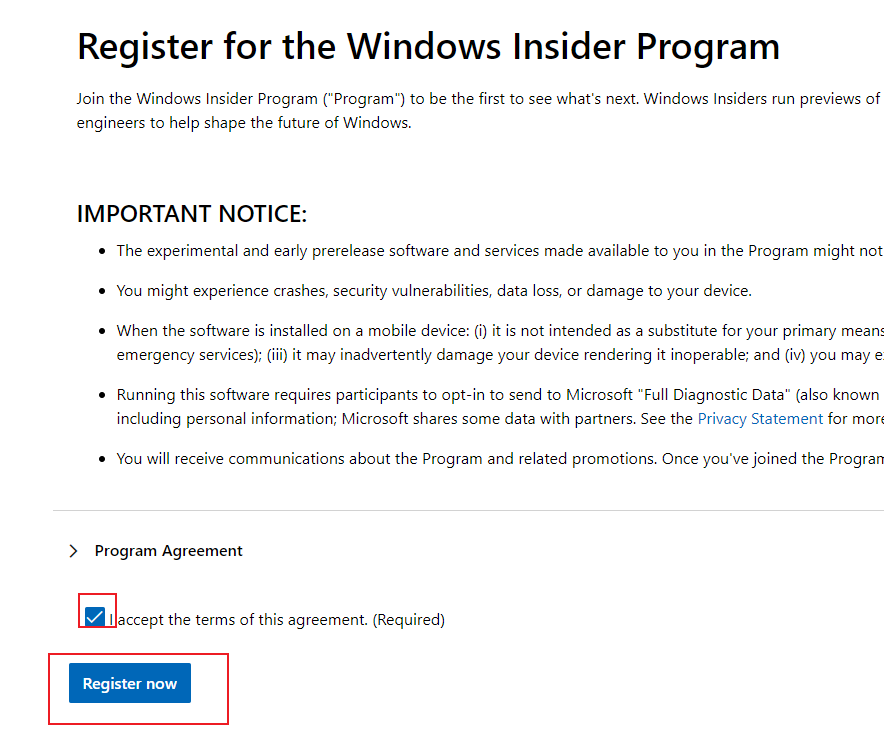 Register for the Windows Insider Program
Join the Windows Insider Program ("Program") to be the first to see what's next. Windows Insiders run previews of
engineers to help shape the future of Windows.
IMPORTANT NOTICE:
The experimental and early prerelease software and services made available to you in the Program might not
You might experience crashes, security vulnerabilities, data loss, or damage to your device.
When the software is installed on a mobile device: (i) it is not intended as a substitute for your primary means
emergency services); (iii) it may inadvertently damage your device rendering it inoperable; and (iv) you may
Running this software requires participants to opt-in to send to Microsoft "Full Diagnostic Data" (also known
including personal information; Microsoft shares some data with partners. See the Privacy Statement for more
You will receive communications about the Program and related promotions. Once you've joined the Program
Program Agreement
I accept the terms of this agreement. (Required)
Register now